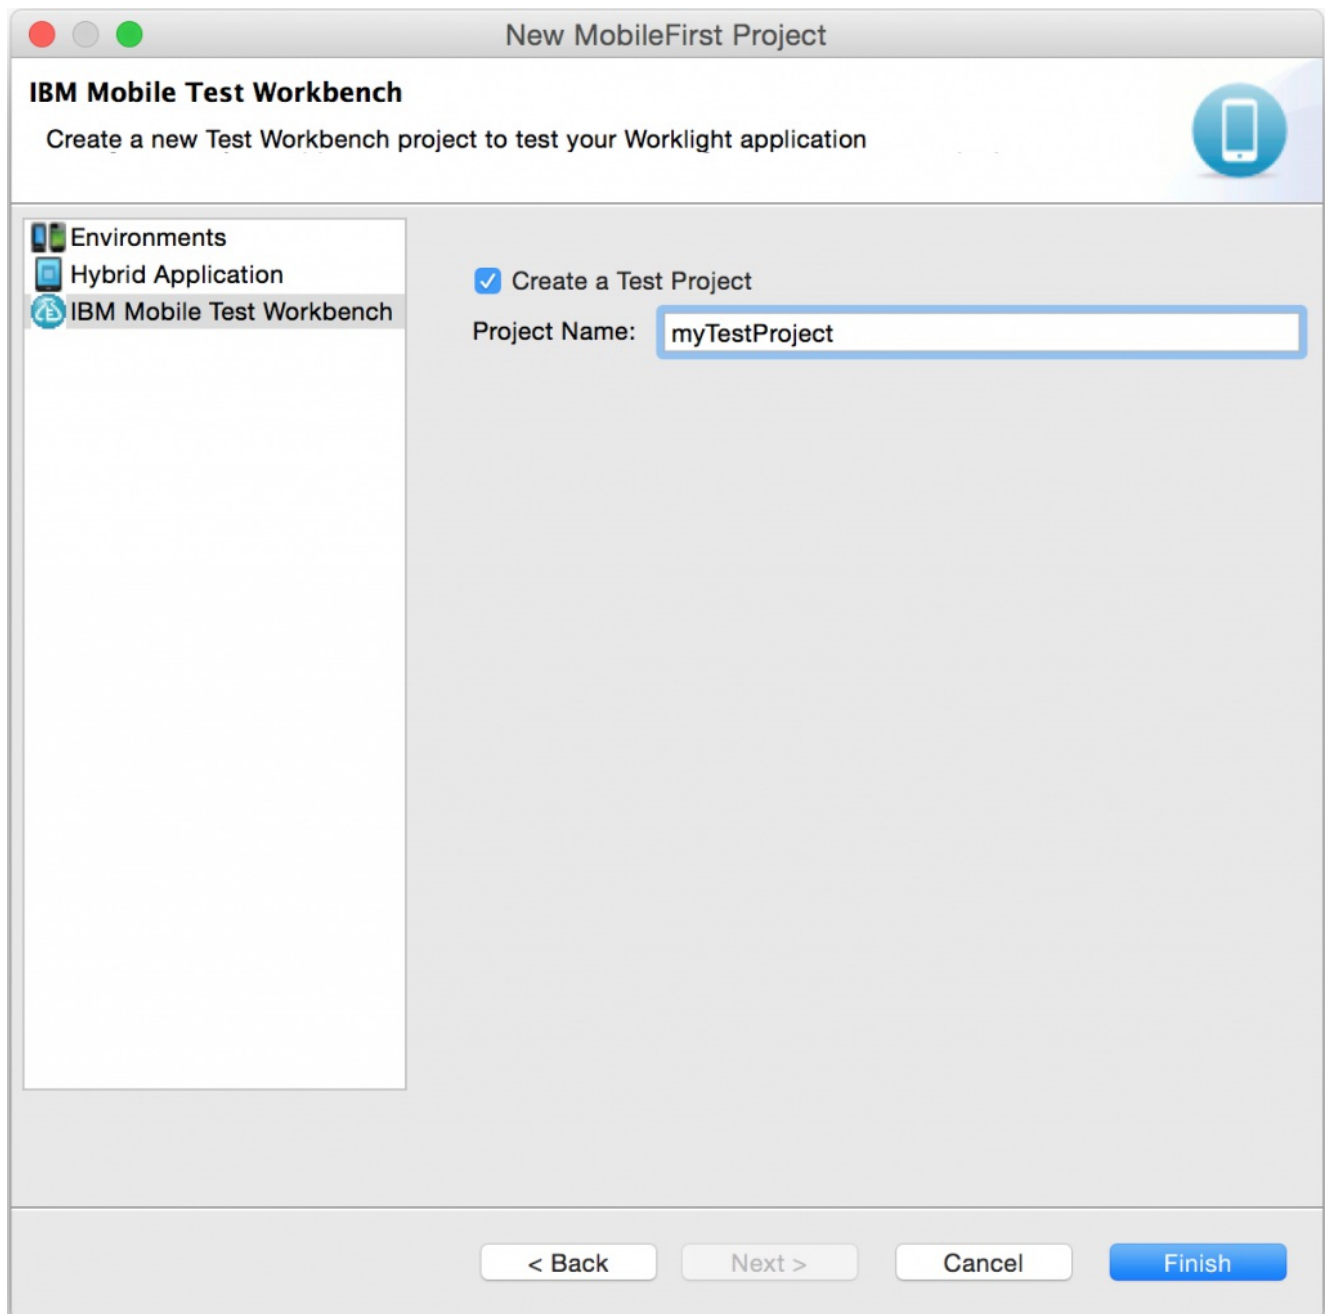 New MobileFirst Project
IBM Mobile Test Workbench
Create a new Test Workbench project to test your Worklight application
Environments
Hybrid Application
IBM Mobile Test Workbench
Create a Test Project
Project Name: myTestProject
< Back Next > Cancel Finish